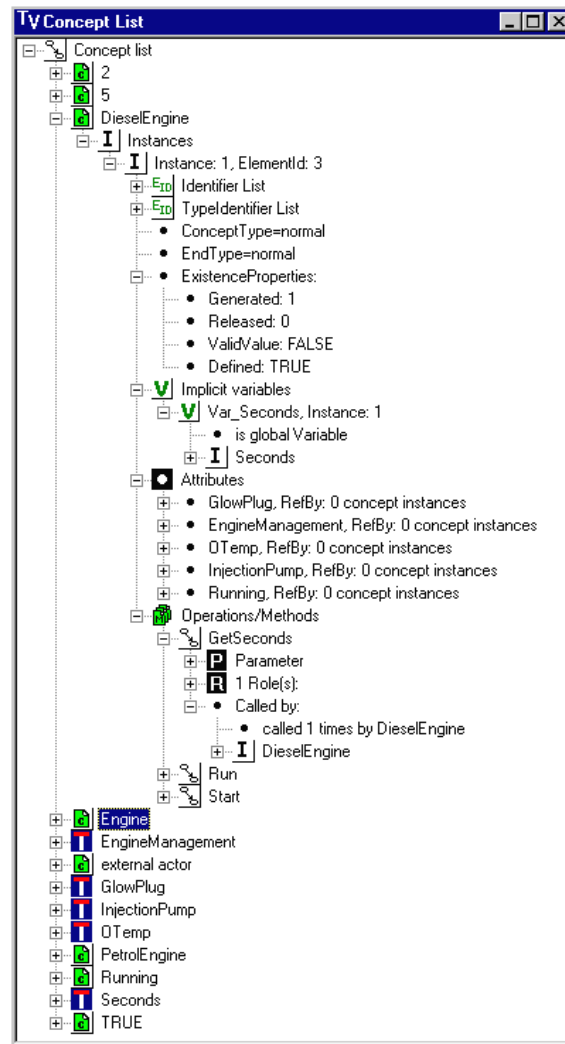 TV Concept List
Concept list
c 2
c 5
c DieselEngine
I Instances
I Instance: 1, ElementId: 3
EID Identifier List
EID TypeIdentifier List
• ConceptType=normal
• EndType=normal
• ExistenceProperties:
• Generated: 1
• Released: 0
• ValidValue: FALSE
• Defined: TRUE
V Implicit variables
V Var_Seconds, Instance: 1
• is global Variable
I Seconds
Attributes
• GlowPlug, RefBy: 0 concept instances
• EngineManagement, RefBy: 0 concept instances
• OTemp, RefBy: 0 concept instances
• InjectionPump, RefBy: 0 concept instances
• Running, RefBy: 0 concept instances
M Operations/Methods
GetSeconds
P Parameter
R 1 Role(s):
• Called by:
• called 1 times by DieselEngine
I DieselEngine
Run
Start
c Engine
T EngineManagement
c external actor
T GlowPlug
T InjectionPump
T OTemp
c PetrolEngine
c Running
T Seconds
c TRUE